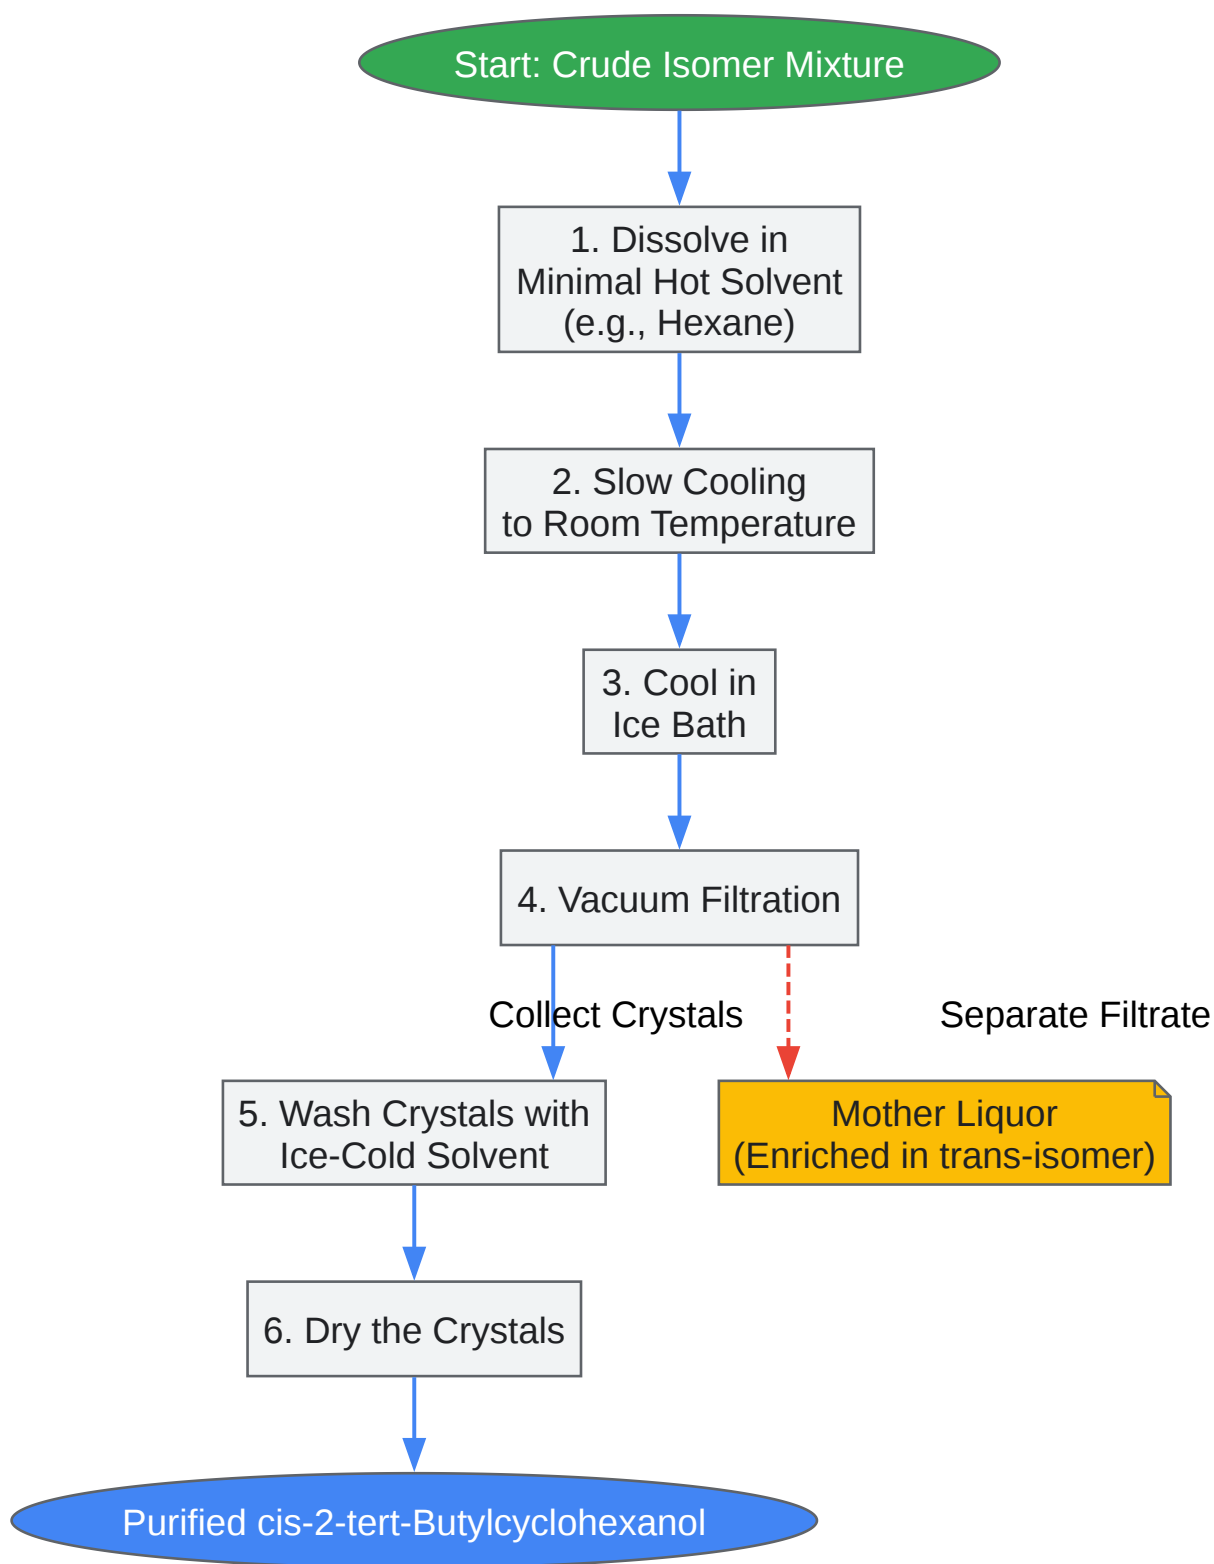 Start: Crude Isomer Mixture
1. Dissolve in
Minimal Hot Solvent
(e.g., Hexane)
2. Slow Cooling
to Room Temperature
3. Cool in
Ice Bath
4. Vacuum Filtration
Collect Crystals
Separate Filtrate
5. Wash Crystals with
Ice-Cold Solvent
Mother Liquor
(Enriched in trans-isomer)
6. Dry the Crystals
Purified cis-2-tert-Butylcyclohexanol